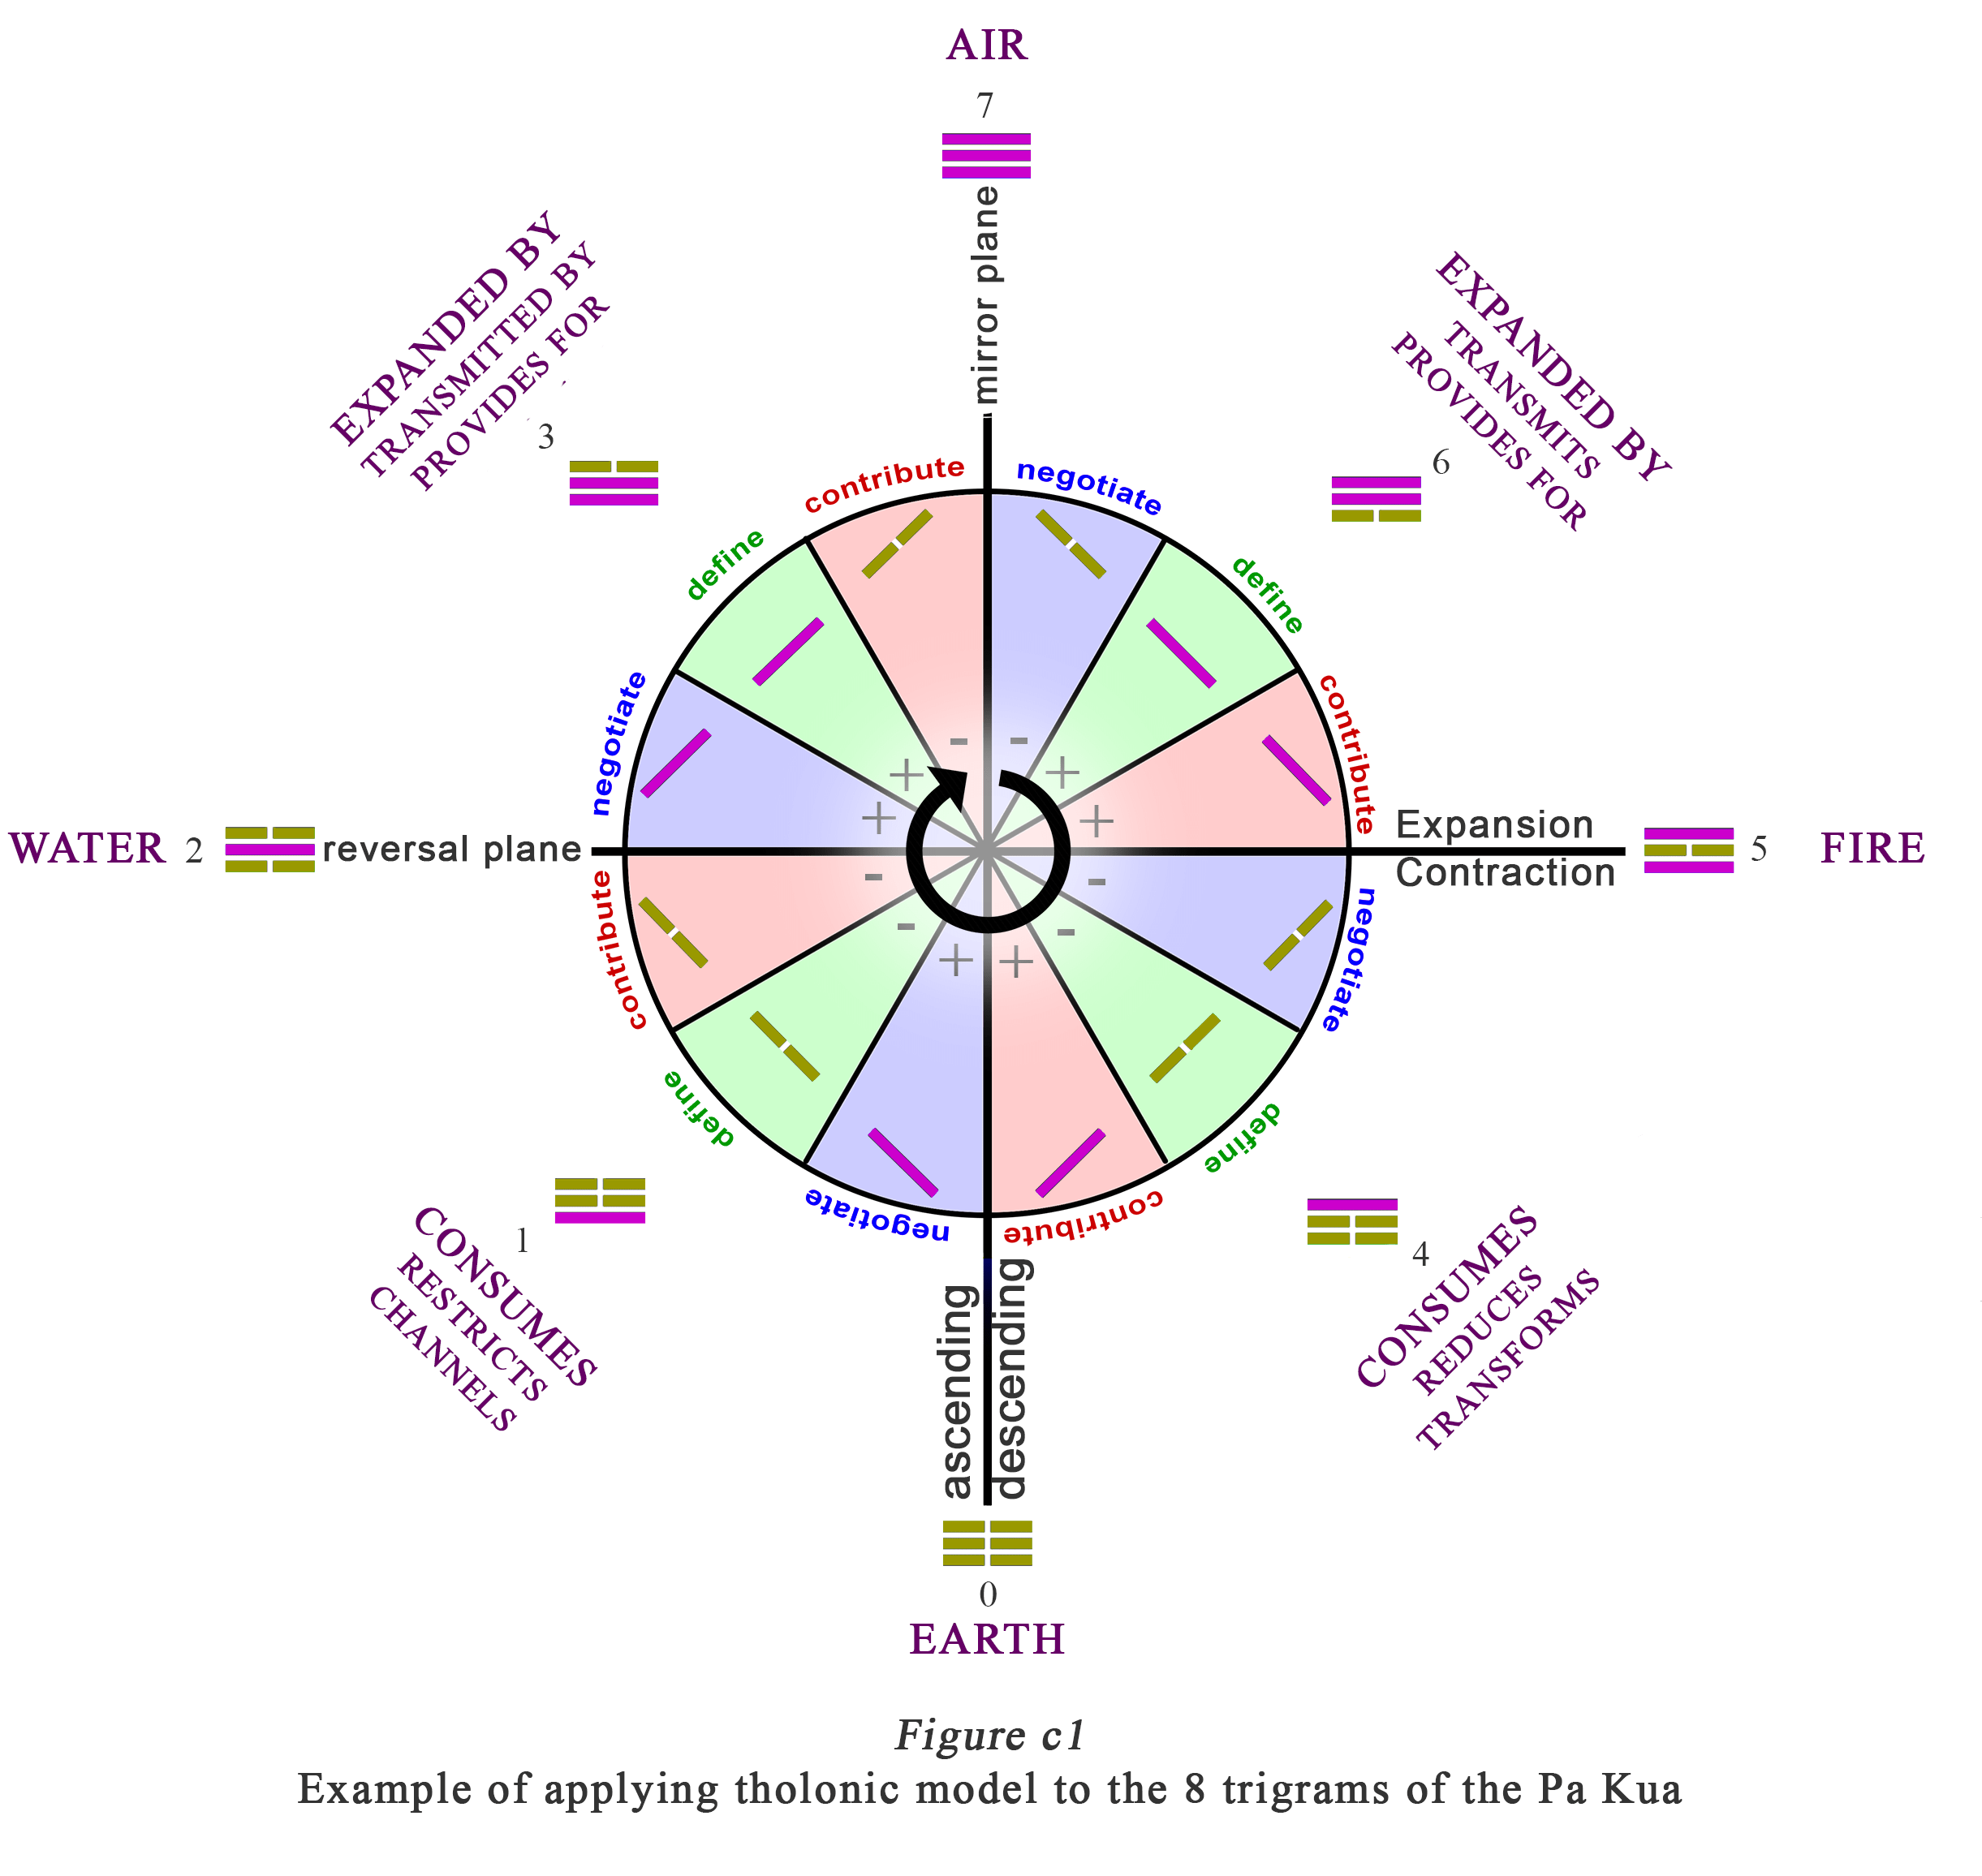 AIR
7
mirror plane
EXPANDED BY
TRANSMITTED BY
PROVIDES FOR
3
EXPANDED BY
TRANSMITS
PROVIDES FOR
6
contribute
negotiate
define
define
negotiate
contribute
- -
+ +
+ +
WATER 2
reversal plane
Expansion
Contraction
5 FIRE
- -
- -
+ +
contribute
negotiate
define
define
negotiate
contribute
1
CONSUMES
RESTRICTS
CHANNELS
4
CONSUMES
REDUCES
TRANSFORMS
ascending
descending
0
EARTH
Figure c1
Example of applying tholonic model to the 8 trigrams of the Pa Kua